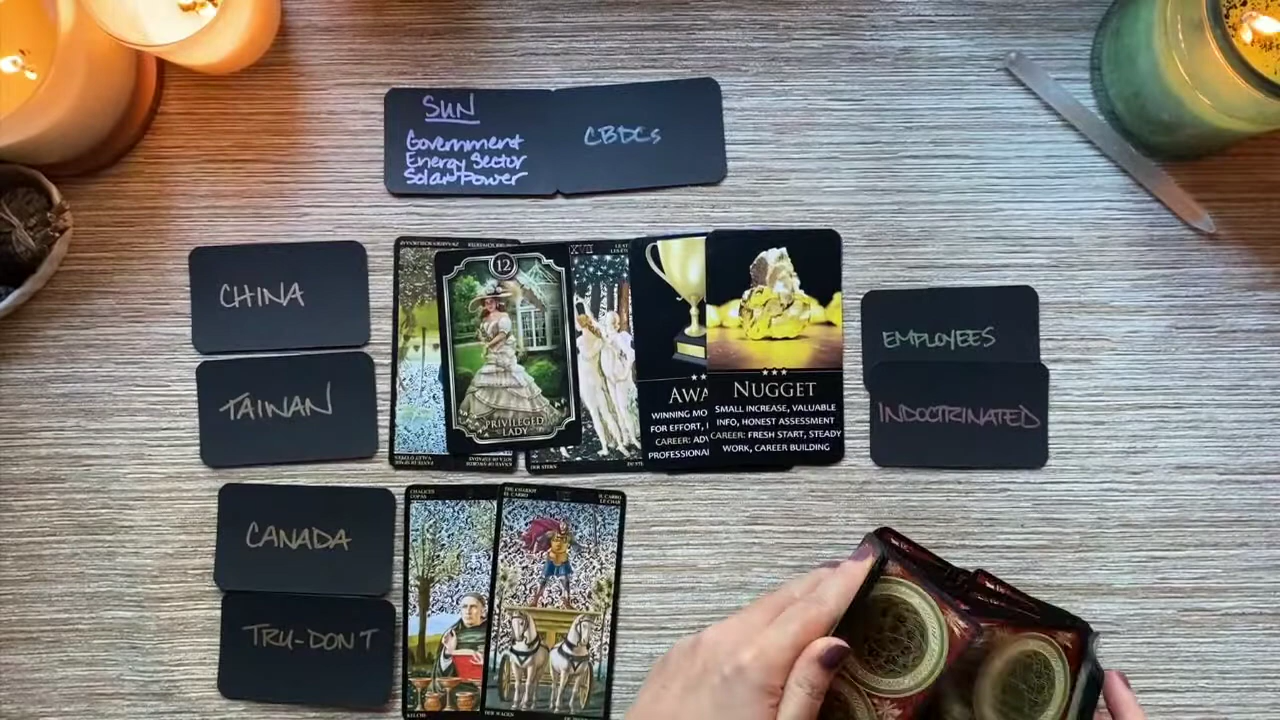 SUN
Government
Energy Sector
Solar Power
CBDCs
CHINA
TAINAN
12
PRIVILEGED
LADY
XVII
AWA
WINNING MO
FOR EFFORT,
CAREER: ADV
PROFESSIONAL
NUGGET
SMALL INCREASE, VALUABLE
INFO, HONEST ASSESSMENT
CAREER: FRESH START, STEADY
WORK, CAREER BUILDING
DER STERN
EMPLOYEES
INDOCTRINATED
CANADA
TRU-DON'T
CHALICES
COPAS
KELCHE
THE CHARIOT
EL CARRO
IL CARRO
LE CHAR
DER WAGEN